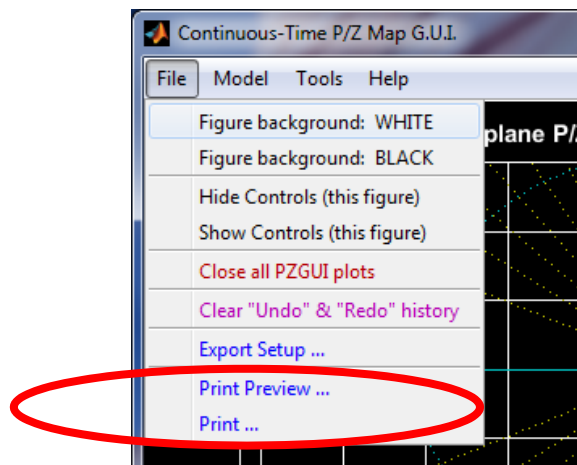 Continuous-Time P/Z Map G.U.I.
File Model Tools Help
plane P/
Figure background: WHITE
Figure background: BLACK
Hide Controls (this figure)
Show Controls (this figure)
Close all PZGUI plots
Clear "Undo" & "Redo" history
Export Setup ...
Print Preview ...
Print ...